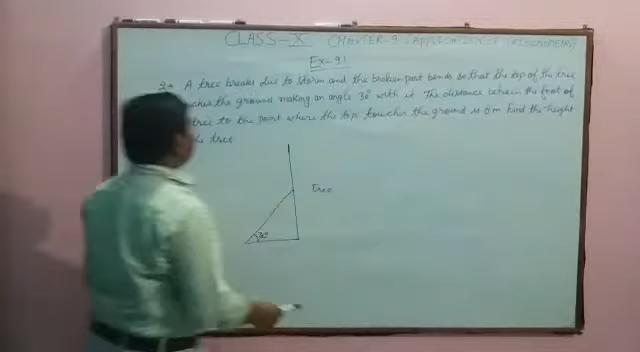 CLASS-X CHAPTER-9 APPLICATION OF TRIGONOMETRY
Ex-9.1
2. A tree breaks due to storm and the broken part bends so that the top of the tree
ches the ground making an angle 30° with it. The distance between the foot of
tree to the point where the top touches the ground is 8m find the height
the tree
tree
30°